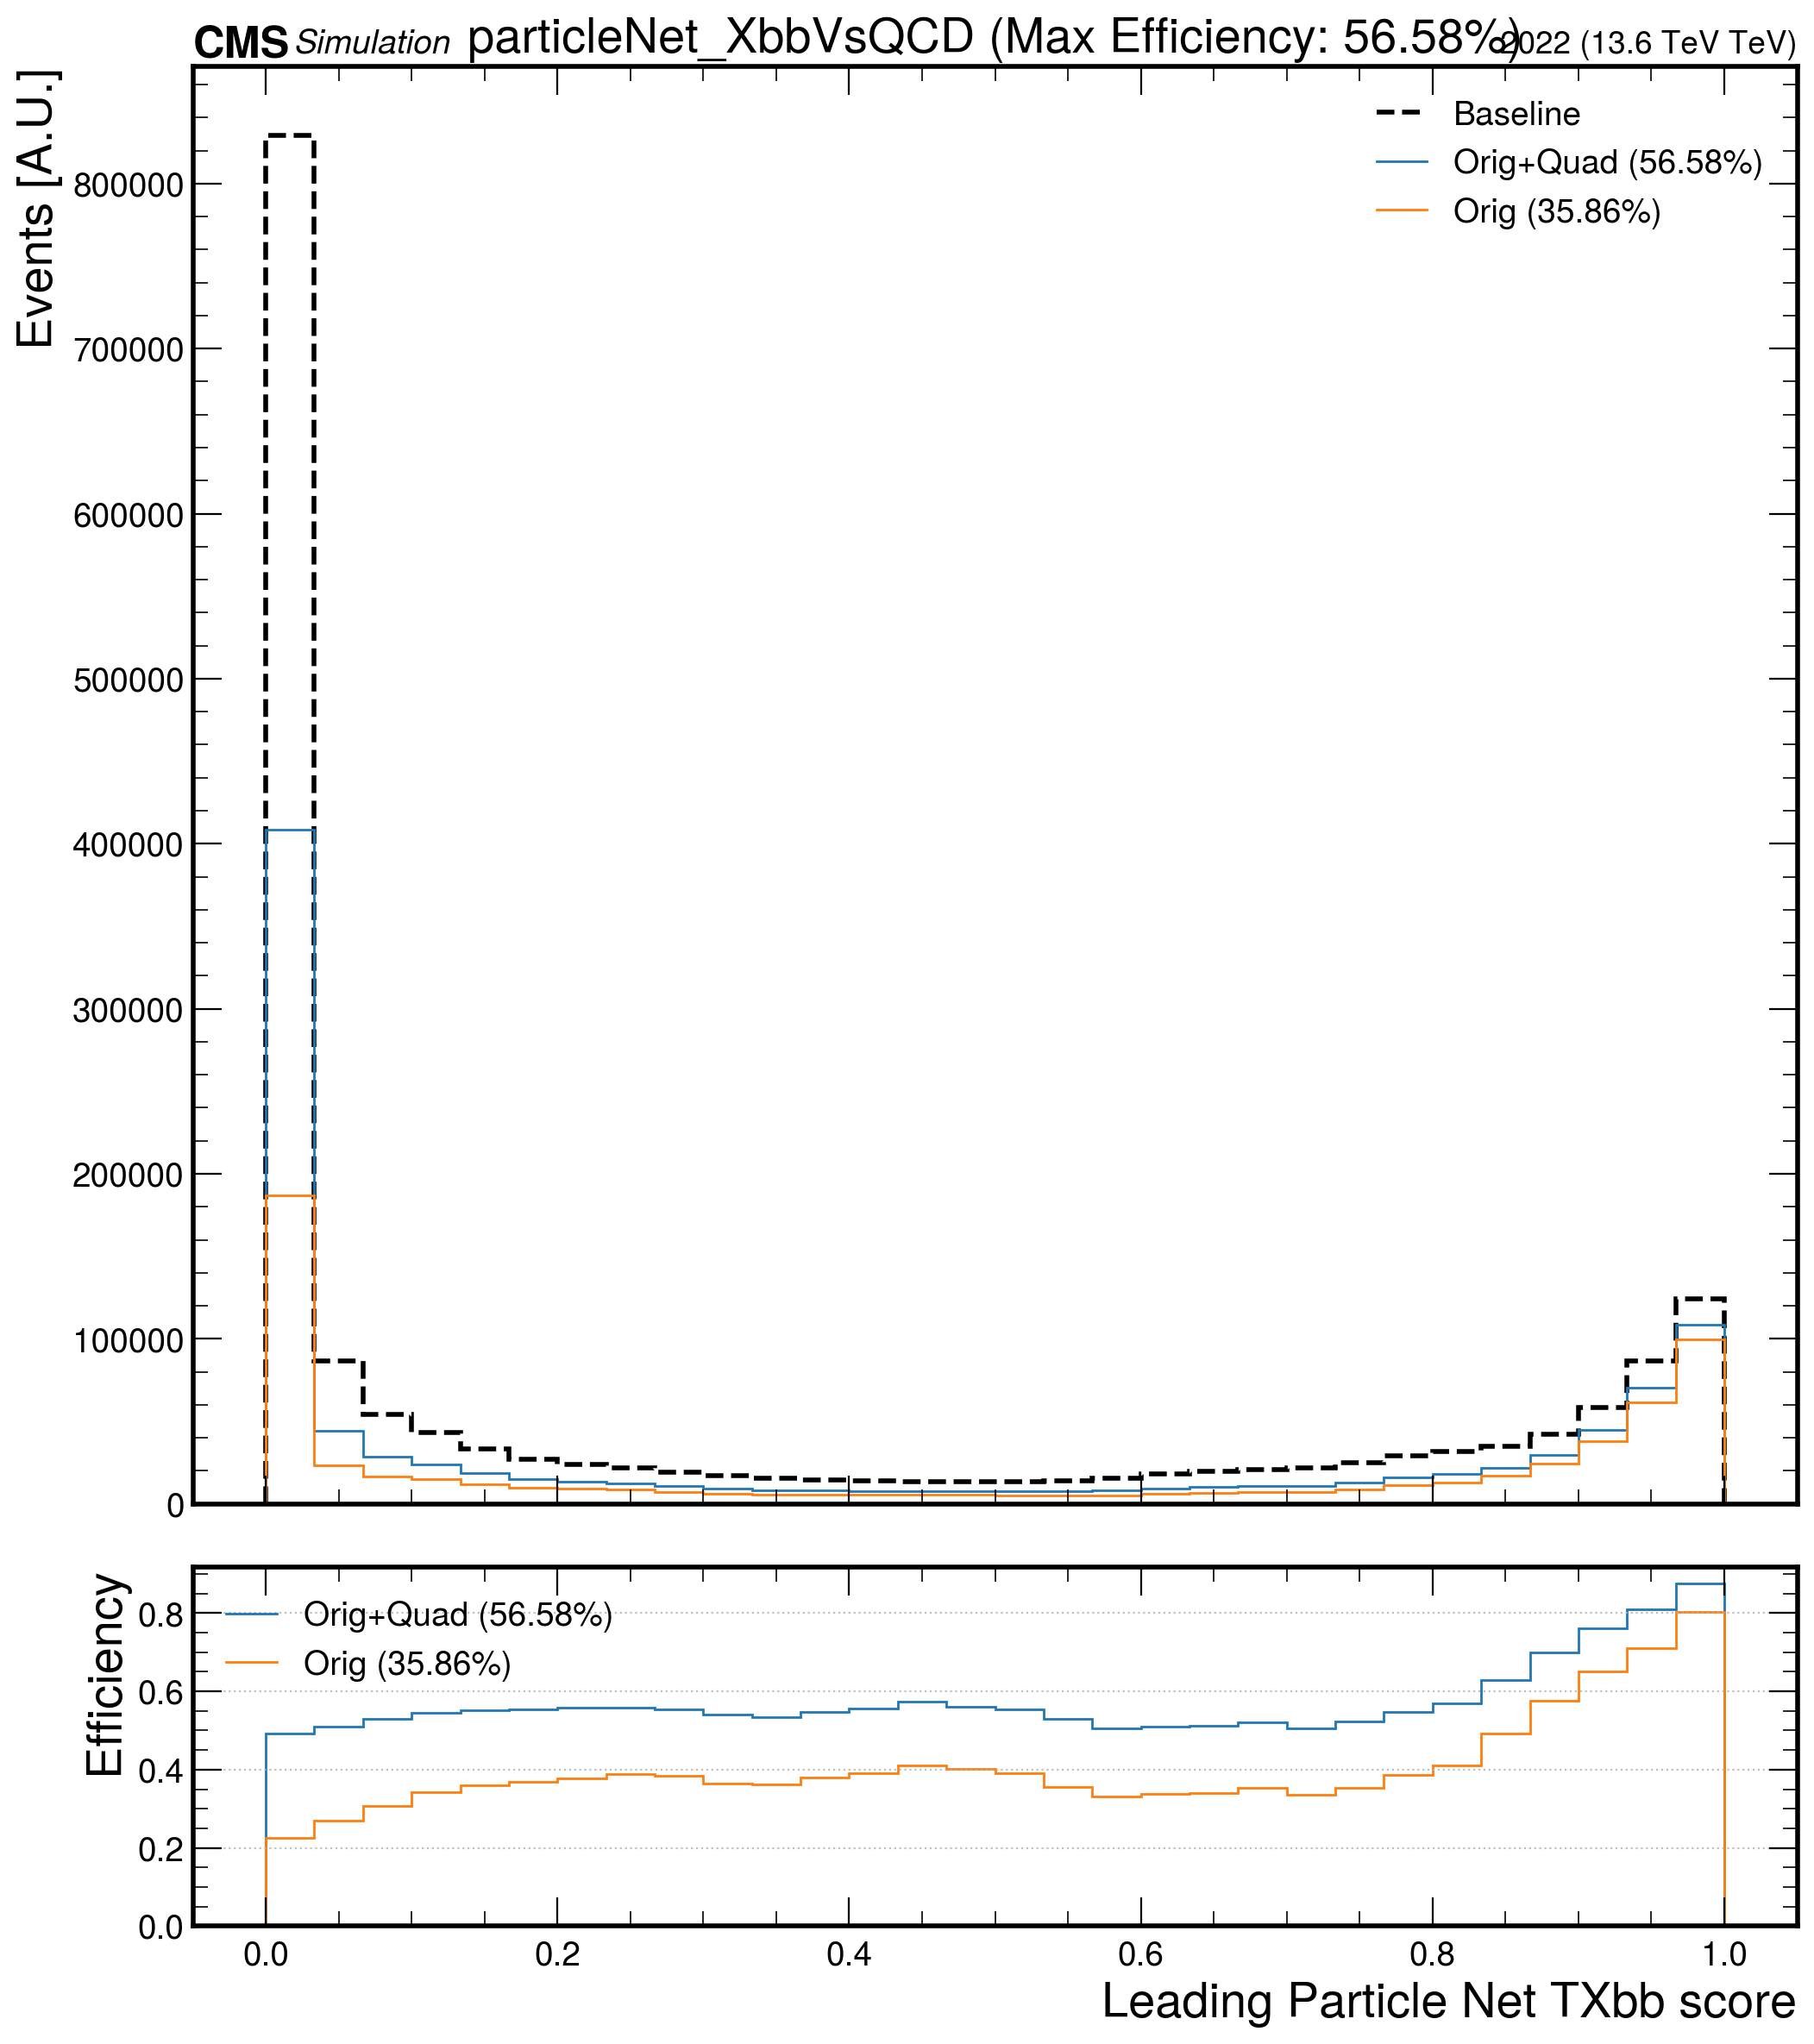 CMS Simulation particleNet_XbbVsQCD (Max Efficiency: 56.58%) 2022 (13.6 TeV TeV)
Events [A.U.]
Baseline
Orig+Quad (56.58%)
Orig (35.86%)
800000
700000
600000
500000
400000
300000
200000
100000
0
Efficiency
Orig+Quad (56.58%)
Orig (35.86%)
0.8
0.6
0.4
0.2
0.0
0.0 0.2 0.4 0.6 0.8 1.0
Leading Particle Net TXbb score